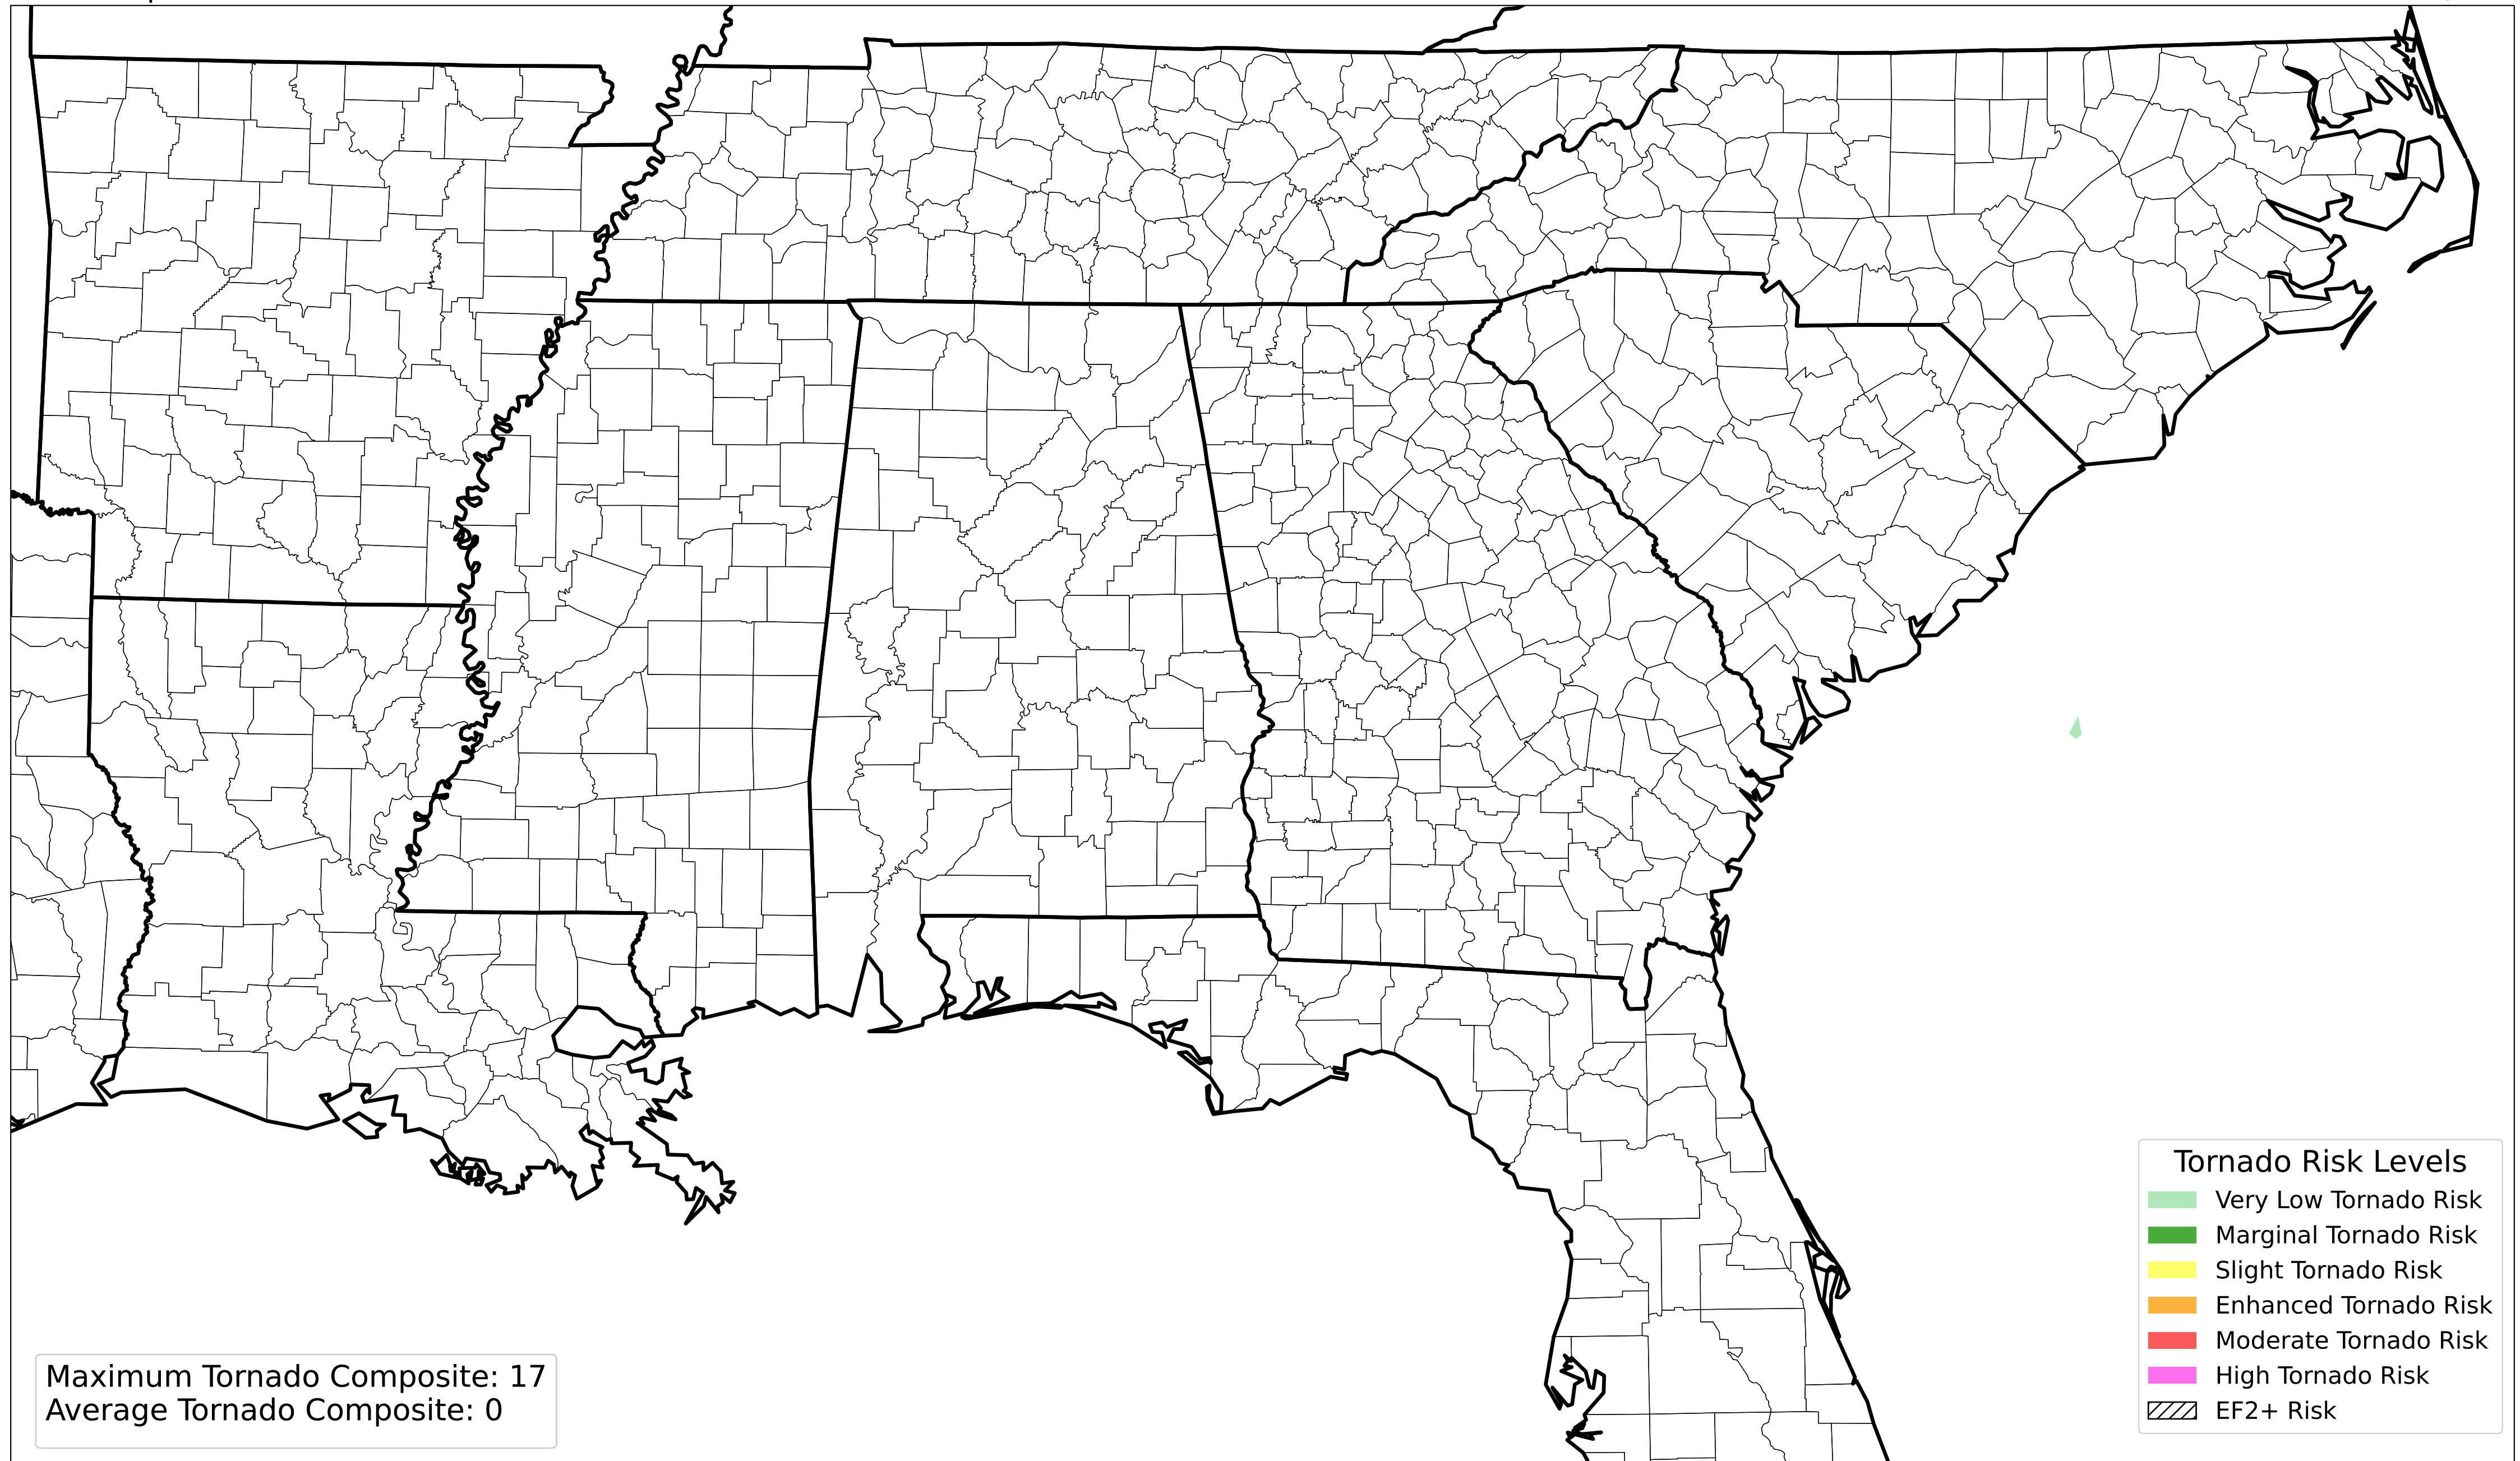 Tornado Risk Levels
Very Low Tornado Risk
Marginal Tornado Risk
Slight Tornado Risk
Enhanced Tornado Risk
Moderate Tornado Risk
High Tornado Risk
EF2+ Risk
Maximum Tornado Composite: 17
Average Tornado Composite: 0